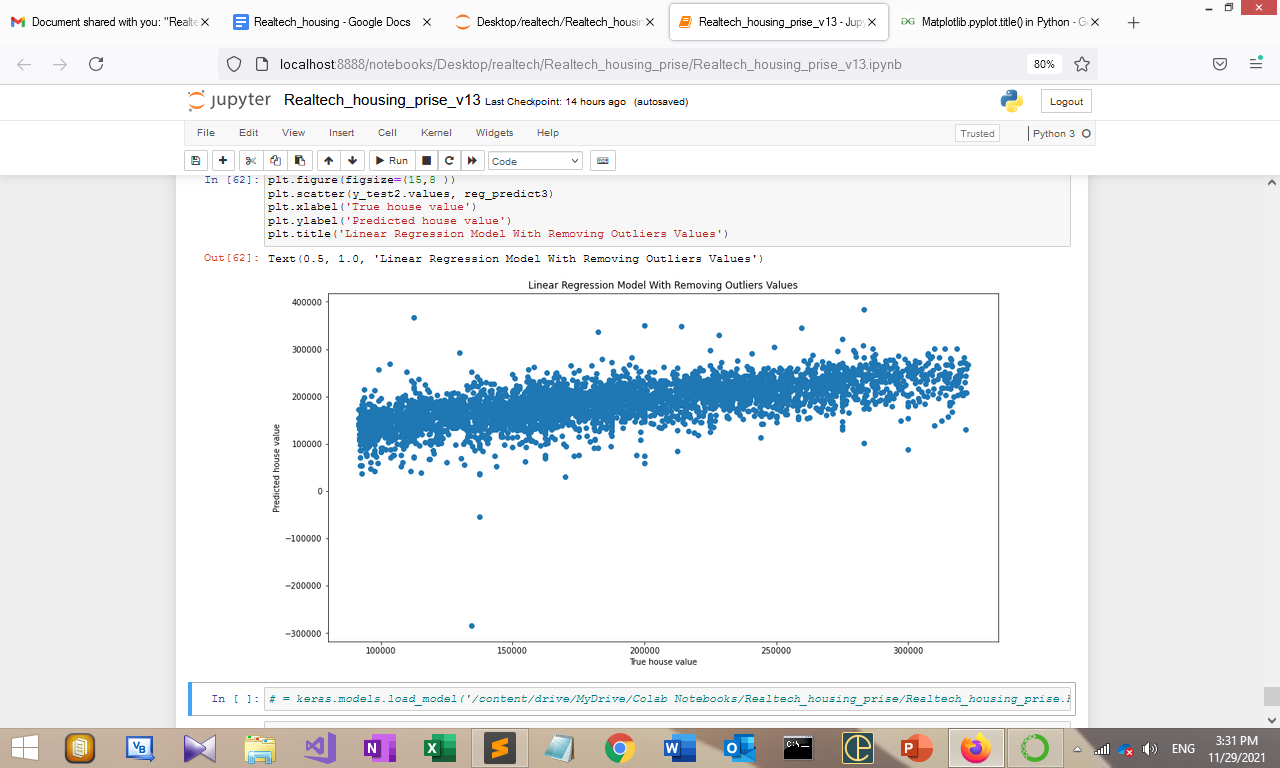 Document shared with you: "Realte
Realtech_housing - Google Docs
Desktop/realtech/Realtech_housin
Realtech_housing_prise_v13 - Jup
Matplotlib.pyplot.title() in Python - G
localhost:8888/notebooks/Desktop/realtech/Realtech_housing_prise/Realtech_housing_prise_v13.ipynb
80%
jupyter Realtech_housing_prise_v13 Last Checkpoint: 14 hours ago (autosaved)
Logout
File Edit View Insert Cell Kernel Widgets Help
Trusted
Python 3
Run
Code
In [62]: plt.figure(figsize=(15,8 ))
plt.scatter(y_test2.values, reg_predict3)
plt.xlabel('True house value')
plt.ylabel('Predicted house value')
plt.title('Linear Regression Model With Removing Outliers Values')
Out[62]: Text(0.5, 1.0, 'Linear Regression Model With Removing Outliers Values')
Linear Regression Model With Removing Outliers Values
400000
300000
200000
100000
0
−100000
−200000
−300000
Predicted house value
100000 150000 200000 250000 300000
True house value
In [ ]: # = keras.models.load_model('/content/drive/MyDrive/Colab Notebooks/Realtech_housing_prise/Realtech_housing_prise.h
VB
N
X
W
O
C:\
P
ENG
3:31 PM
11/29/2021